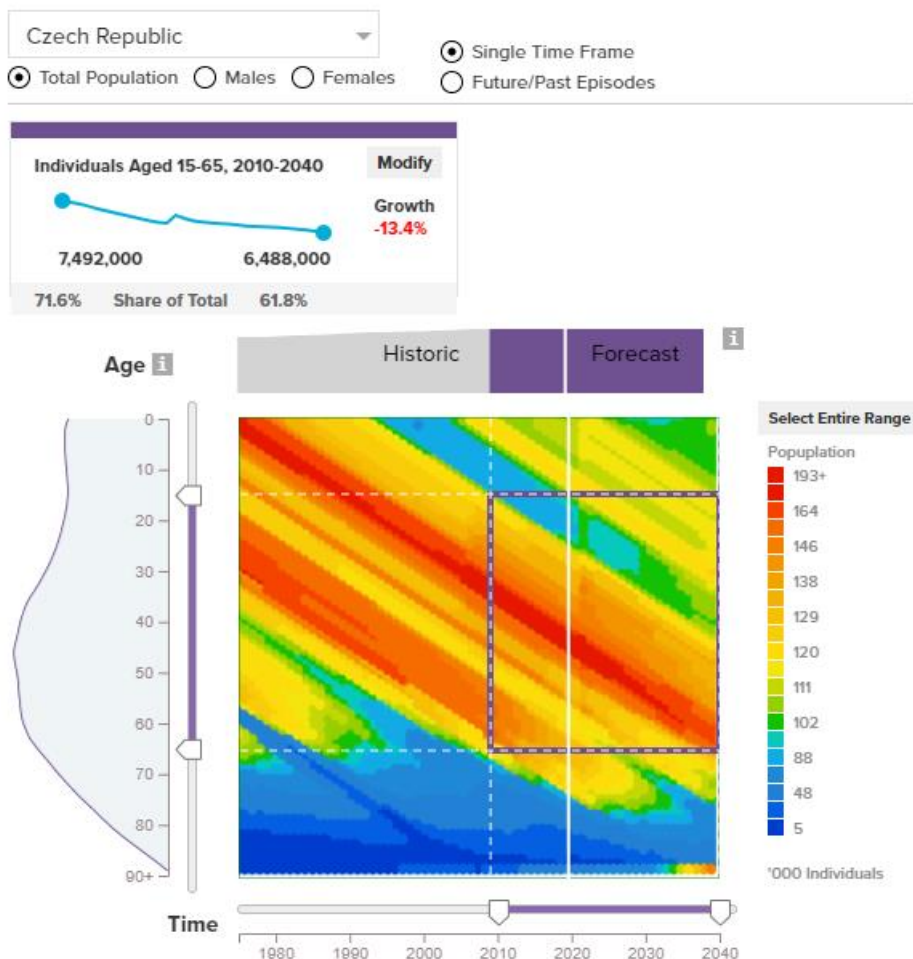 Czech Republic
Total Population Males Females
Single Time Frame
Future/Past Episodes
Individuals Aged 15-65, 2010-2040
Modify
Growth
-13.4%
7,492,000 6,488,000
71.6% Share of Total 61.8%
Historic Forecast i
Age i
0
10
20
30
40
50
60
70
80
90+
Select Entire Range
Popuplation
193+
164
146
138
129
120
111
102
88
48
5
'000 Individuals
Time
1980 1990 2000 2010 2020 2030 2040